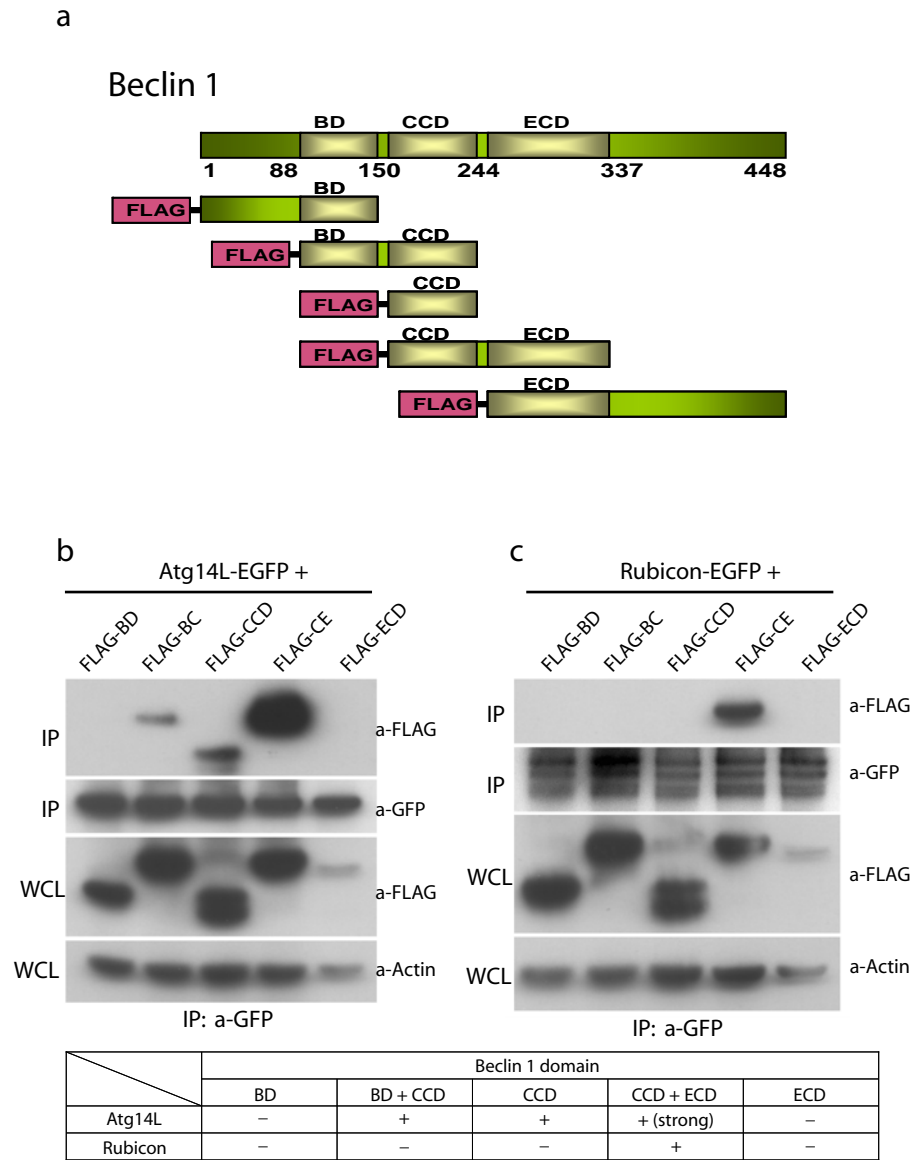 a
Beclin 1
BD CCD ECD
1 88 150 244 337 448
BD
FLAG
BD CCD
FLAG
CCD
FLAG
CCD ECD
FLAG
ECD
FLAG
b
Atg14L-EGFP +
FLAG-BD FLAG-BC FLAG-CCD FLAG-CE FLAG-ECD
IP a-FLAG
IP a-GFP
WCL a-FLAG
WCL a-Actin
IP: a-GFP
c
Rubicon-EGFP +
FLAG-BD FLAG-BC FLAG-CCD FLAG-CE FLAG-ECD
IP a-FLAG
IP a-GFP
WCL a-FLAG
WCL a-Actin
IP: a-GFP
Beclin 1 domain
BD BD + CCD CCD CCD + ECD ECD
Atg14L − + + + (strong) −
Rubicon − − − + −